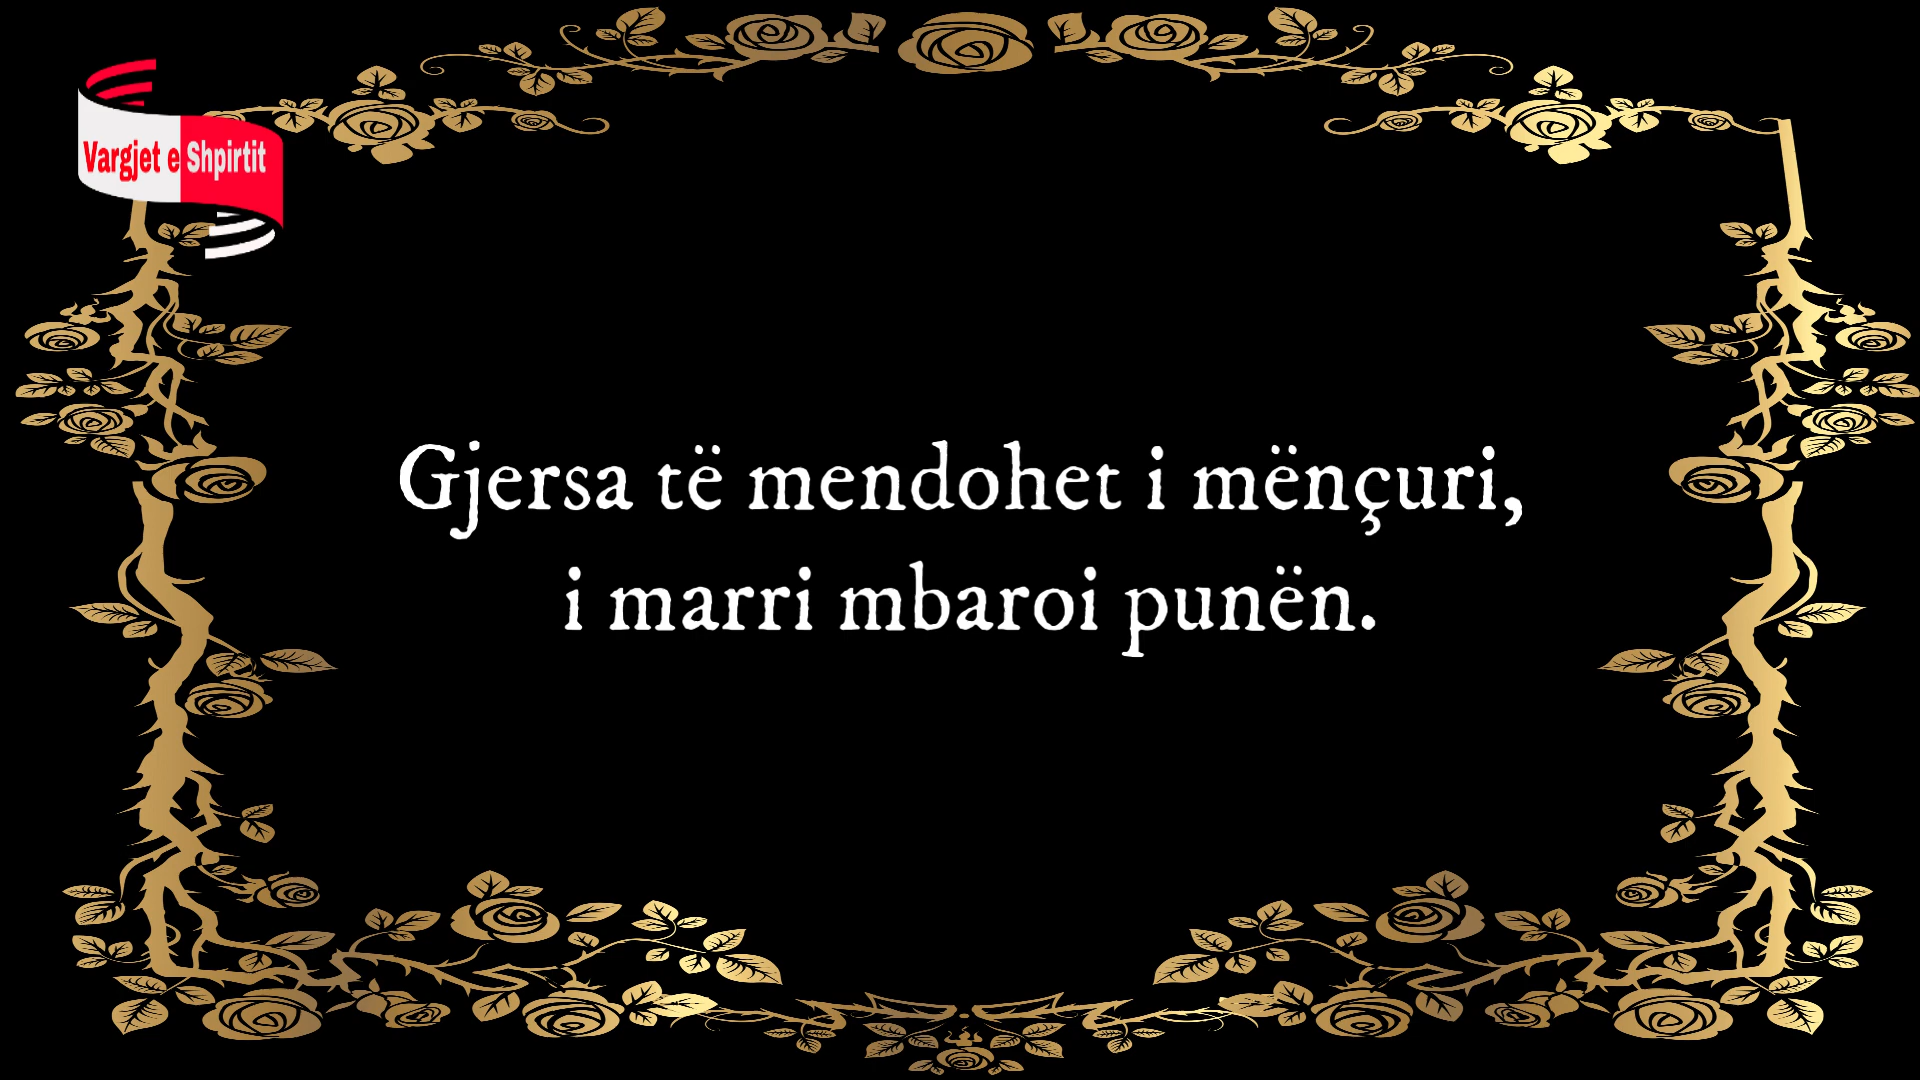 Vargjet e Shpirtit
Gjersa të mendohet i mënçuri,
i marri mbaroi punën.